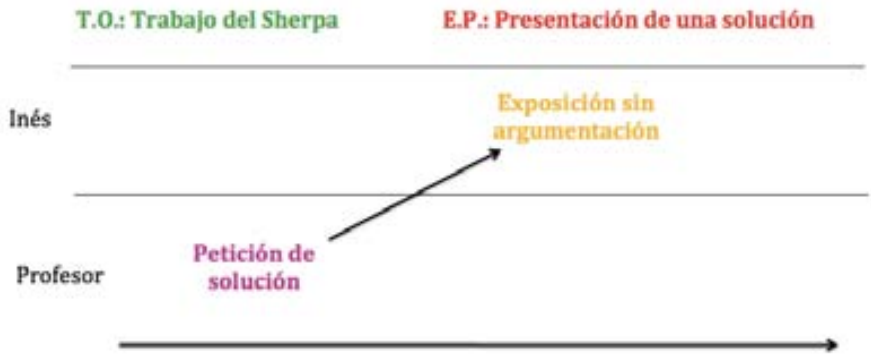 T.O.: Trabajo del Sherpa
E.P.: Presentación de una solución
Inés
Exposición sin
argumentación
Petición de
solución
Profesor